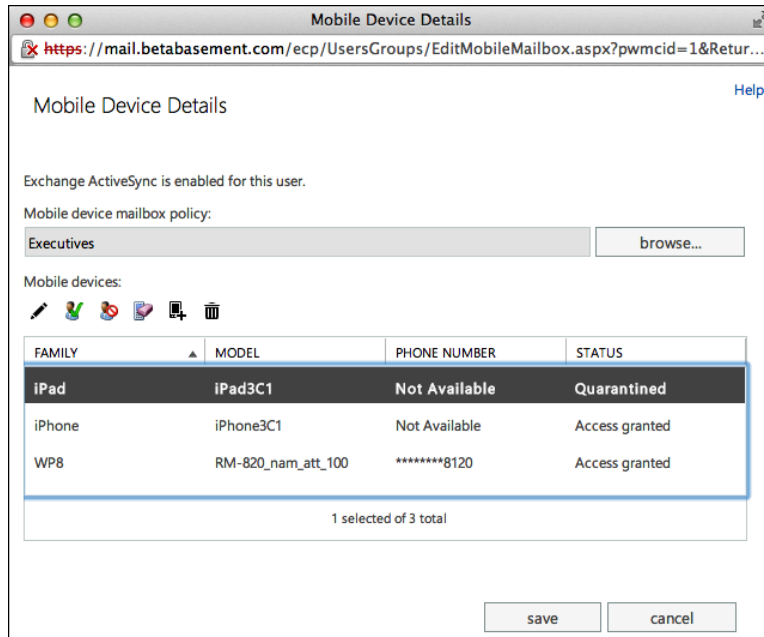 Mobile Device Details
https://mail.betabasement.com/ecp/UsersGroups/EditMobileMailbox.aspx?pwmcid=1&Retur...
Help
Mobile Device Details
Exchange ActiveSync is enabled for this user.
Mobile device mailbox policy:
Executives browse...
Mobile devices:
FAMILY MODEL PHONE NUMBER STATUS
iPad iPad3C1 Not Available Quarantined
iPhone iPhone3C1 Not Available Access granted
WP8 RM-820_nam_att_100 ********8120 Access granted
1 selected of 3 total
save cancel